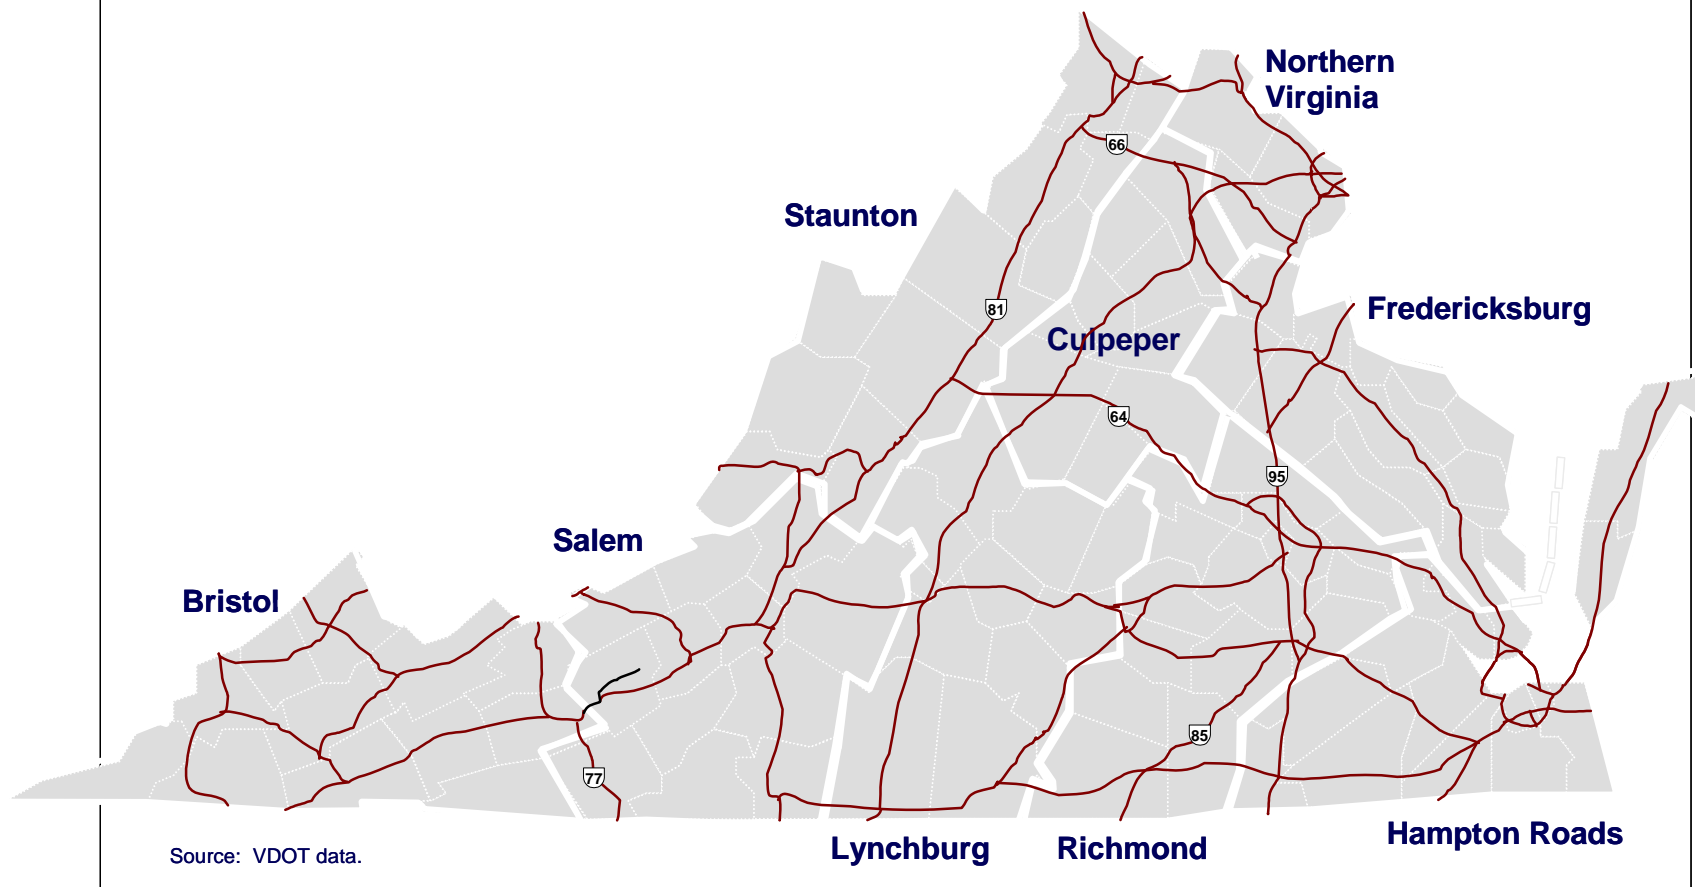 Northern
Virginia
66
Staunton
81
Fredericksburg
Culpeper
64
95
Salem
Bristol
85
77
Hampton Roads
Lynchburg
Richmond
Source:  VDOT data.